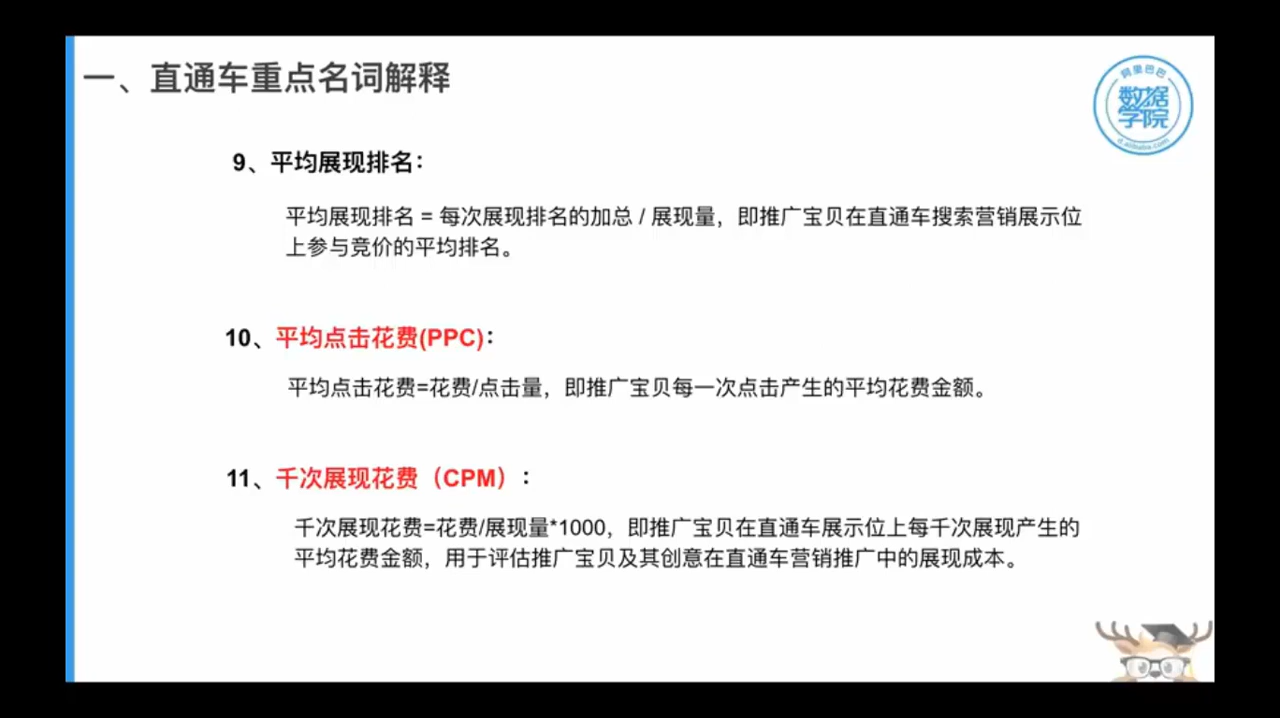 一、直通车重点名词解释
阿里巴巴
数据
学院
d.alibaba.com
9、平均展现排名：
平均展现排名 = 每次展现排名的加总 / 展现量，即推广宝贝在直通车搜索营销展示位
上参与竞价的平均排名。
10、平均点击花费(PPC)：
平均点击花费=花费/点击量，即推广宝贝每一次点击产生的平均花费金额。
11、千次展现花费（CPM）：
千次展现花费=花费/展现量*1000，即推广宝贝在直通车展示位上每千次展现产生的
平均花费金额，用于评估推广宝贝及其创意在直通车营销推广中的展现成本。